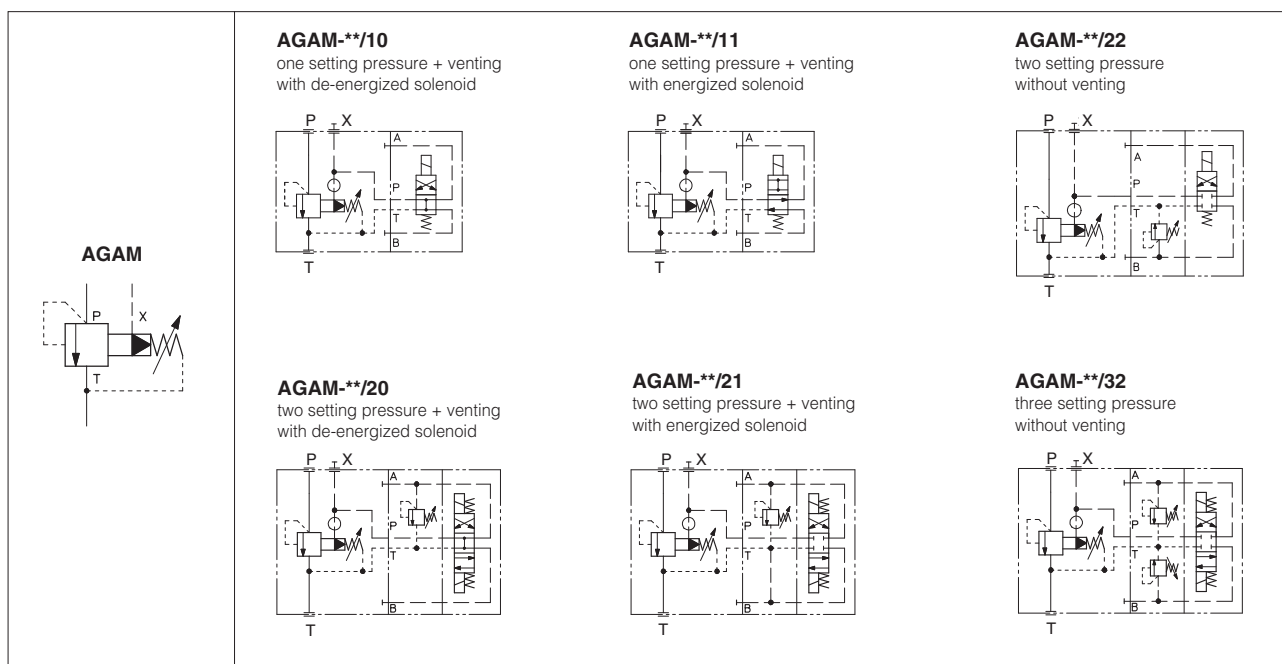 AGAM
P
X
T
AGAM-**/10
one setting pressure + venting
with de-energized solenoid
P X
A
P
T
B
T
AGAM-**/11
one setting pressure + venting
with energized solenoid
P X
A
P
T
B
T
AGAM-**/22
two setting pressure
without venting
P X
A
P
T
B
T
AGAM-**/20
two setting pressure + venting
with de-energized solenoid
P X
A
P
T
B
T
AGAM-**/21
two setting pressure + venting
with energized solenoid
P X
A
P
T
B
T
AGAM-**/32
three setting pressure
without venting
P X
A
P
T
B
T